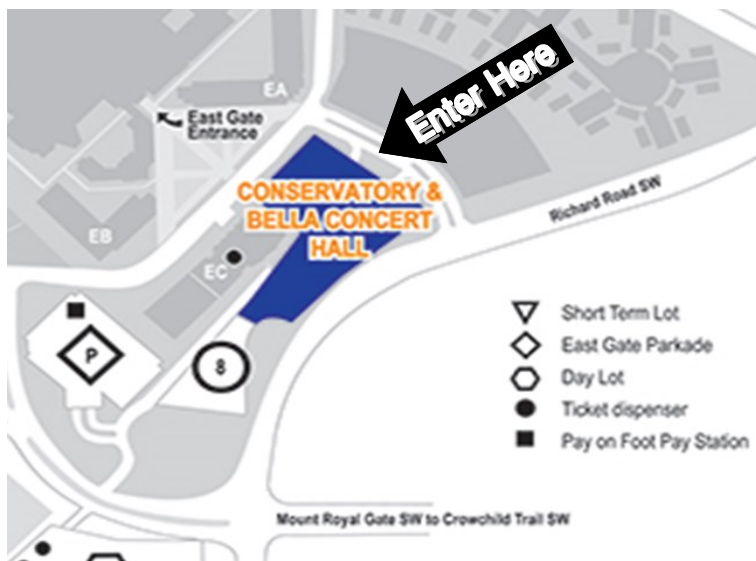 Enter Here
EA
East Gate
Entrance
CONSERVATORY &
BELLA CONCERT
HALL
Richard Road SW
EB
EC
P
8
Short Term Lot
East Gate Parkade
Day Lot
Ticket dispenser
Pay on Foot Pay Station
Mount Royal Gate SW to Crowchild Trail SW